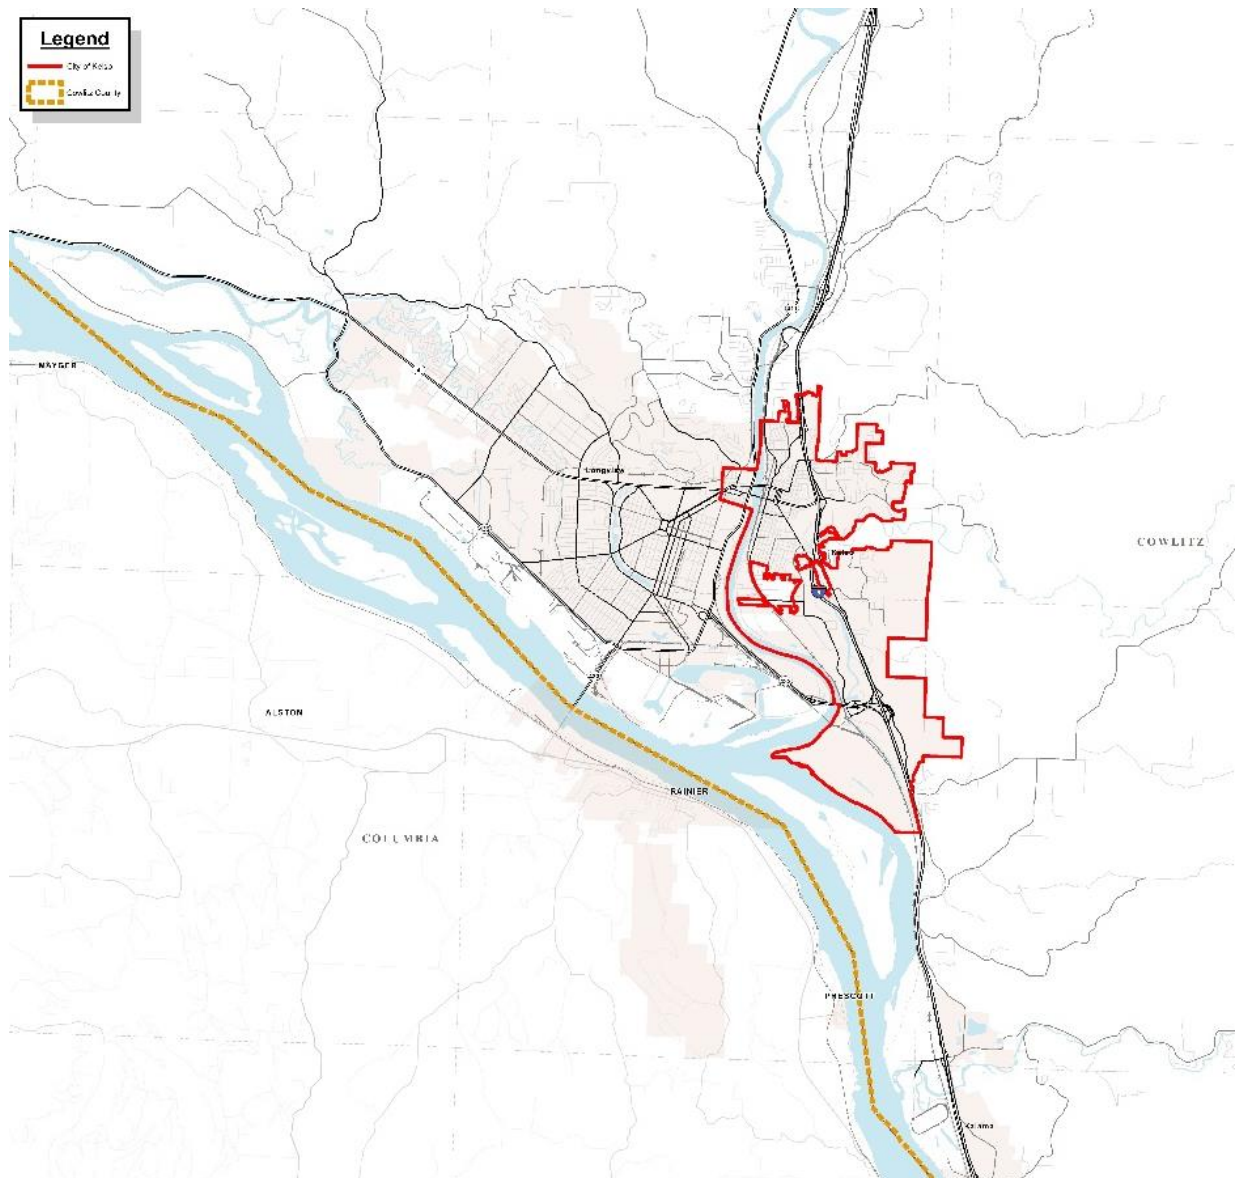 Legend
City of Kelso
Cowlitz County
MAYGER
Longview
Kelso
COWLITZ
ALSTON
RAINIER
COLUMBIA
PRESCOTT
Kalama